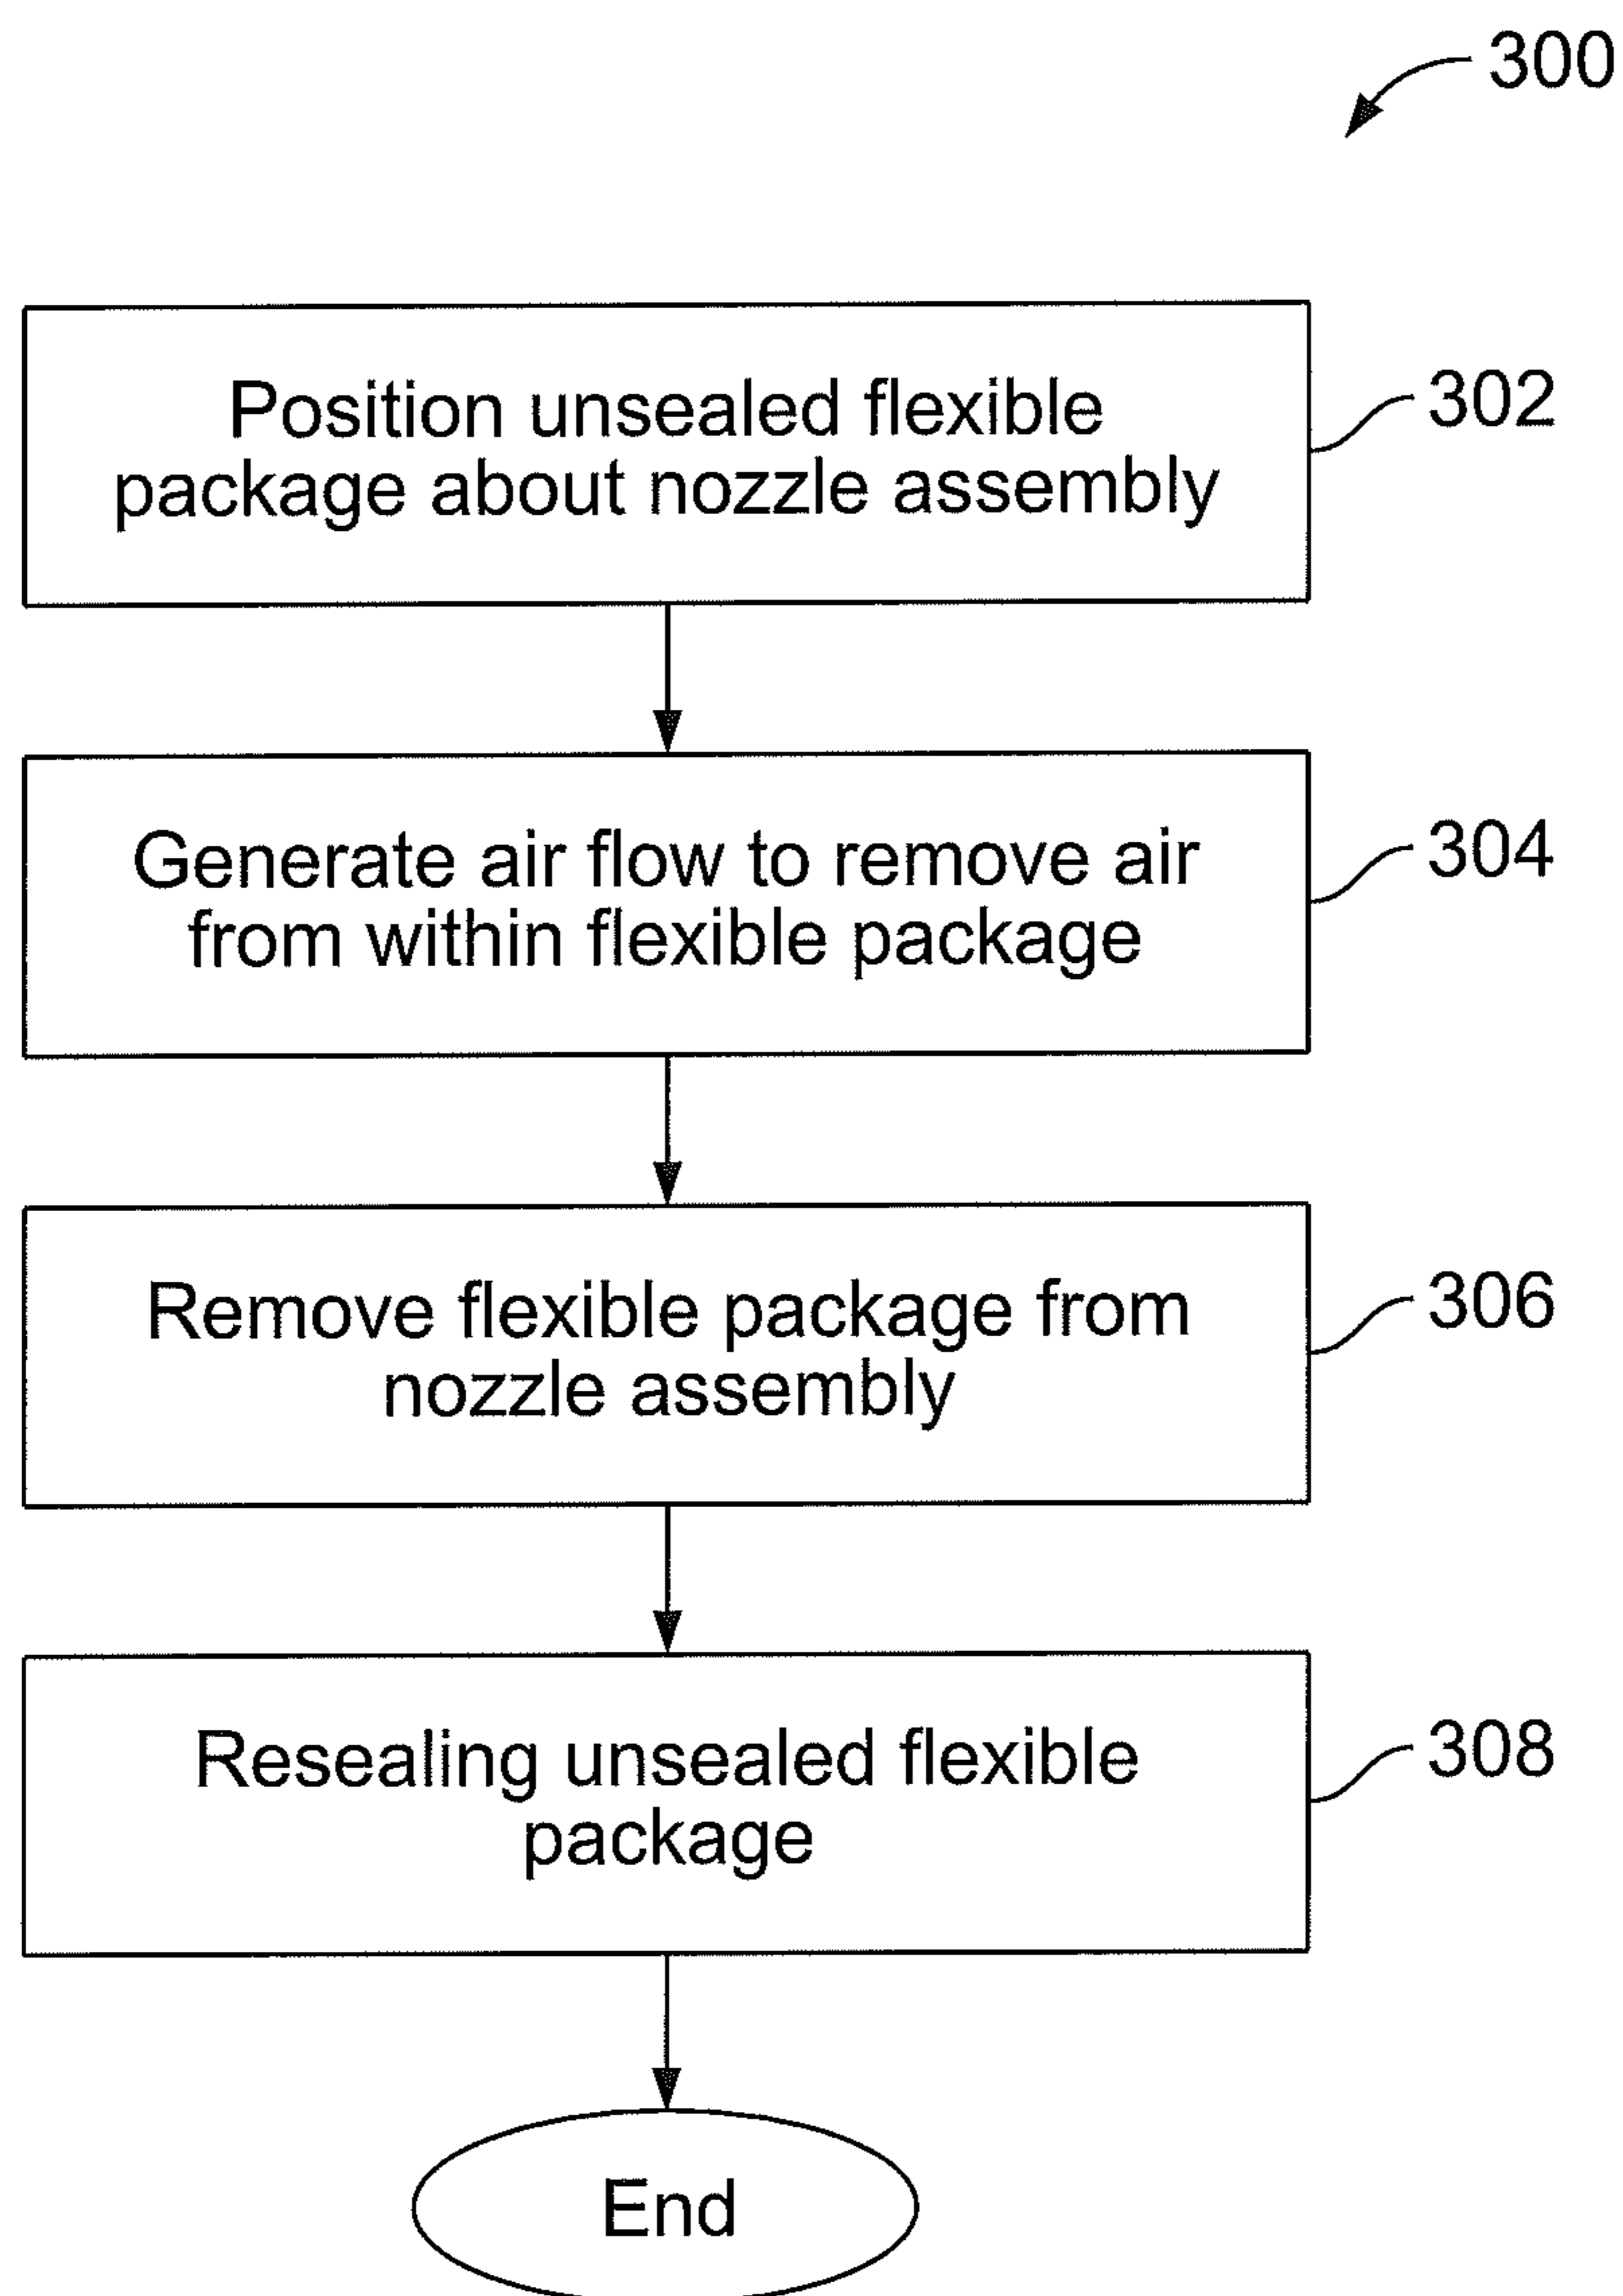 300
Position unsealed flexible
package about nozzle assembly
302
Generate air flow to remove air
from within flexible package
304
Remove flexible package from
nozzle assembly
306
Resealing unsealed flexible
package
308
End